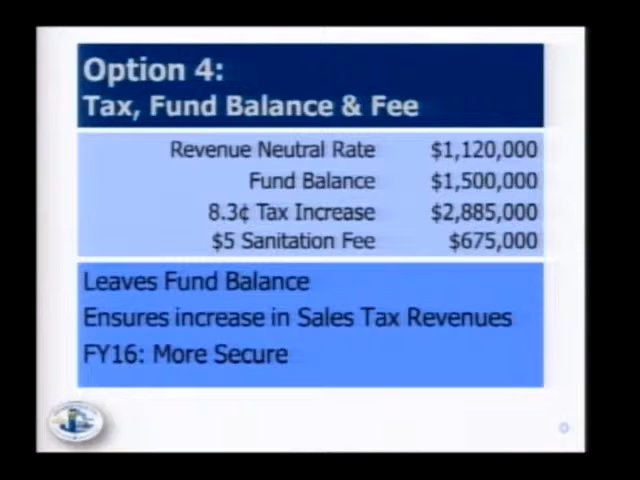 Option 4:
Tax, Fund Balance & Fee
Revenue Neutral Rate $1,120,000
Fund Balance $1,500,000
8.3¢ Tax Increase $2,885,000
$5 Sanitation Fee $675,000
Leaves Fund Balance
Ensures increase in Sales Tax Revenues
FY16: More Secure